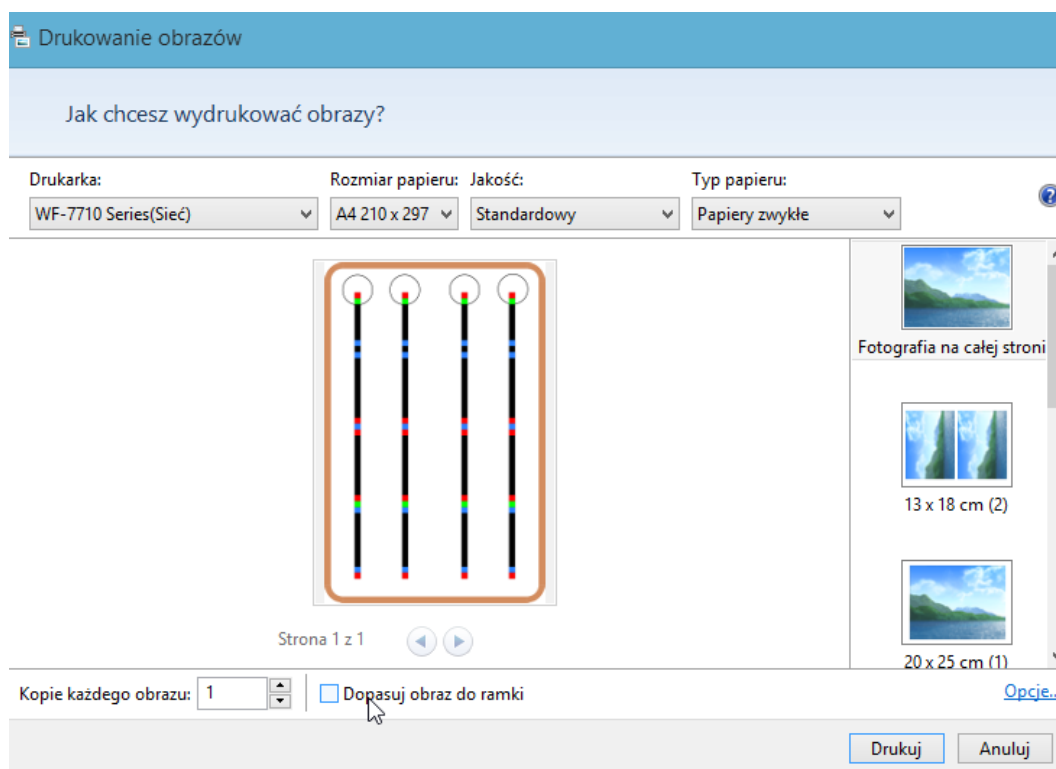 Drukowanie obrazów
Jak chcesz wydrukować obrazy?
Drukarka: Rozmiar papieru: Jakość: Typ papieru:
WF-7710 Series(Sieć) A4 210 x 297 Standardowy Papiery zwykłe
Fotografia na całej stroni
13 x 18 cm (2)
20 x 25 cm (1)
Strona 1 z 1
Kopie każdego obrazu: 1 Dopasuj obraz do ramki Opcje...
Drukuj Anuluj